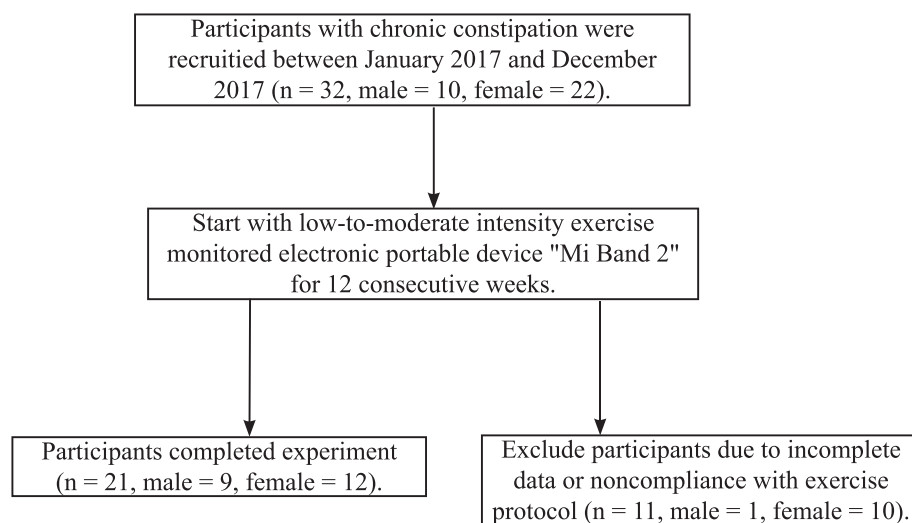 Participants with chronic constipation were
recruitied between January 2017 and December
2017 (n = 32, male = 10, female = 22).
Start with low-to-moderate intensity exercise
monitored electronic portable device "Mi Band 2"
for 12 consecutive weeks.
Participants completed experiment
(n = 21, male = 9, female = 12).
Exclude participants due to incomplete
data or noncompliance with exercise
protocol (n = 11, male = 1, female = 10).